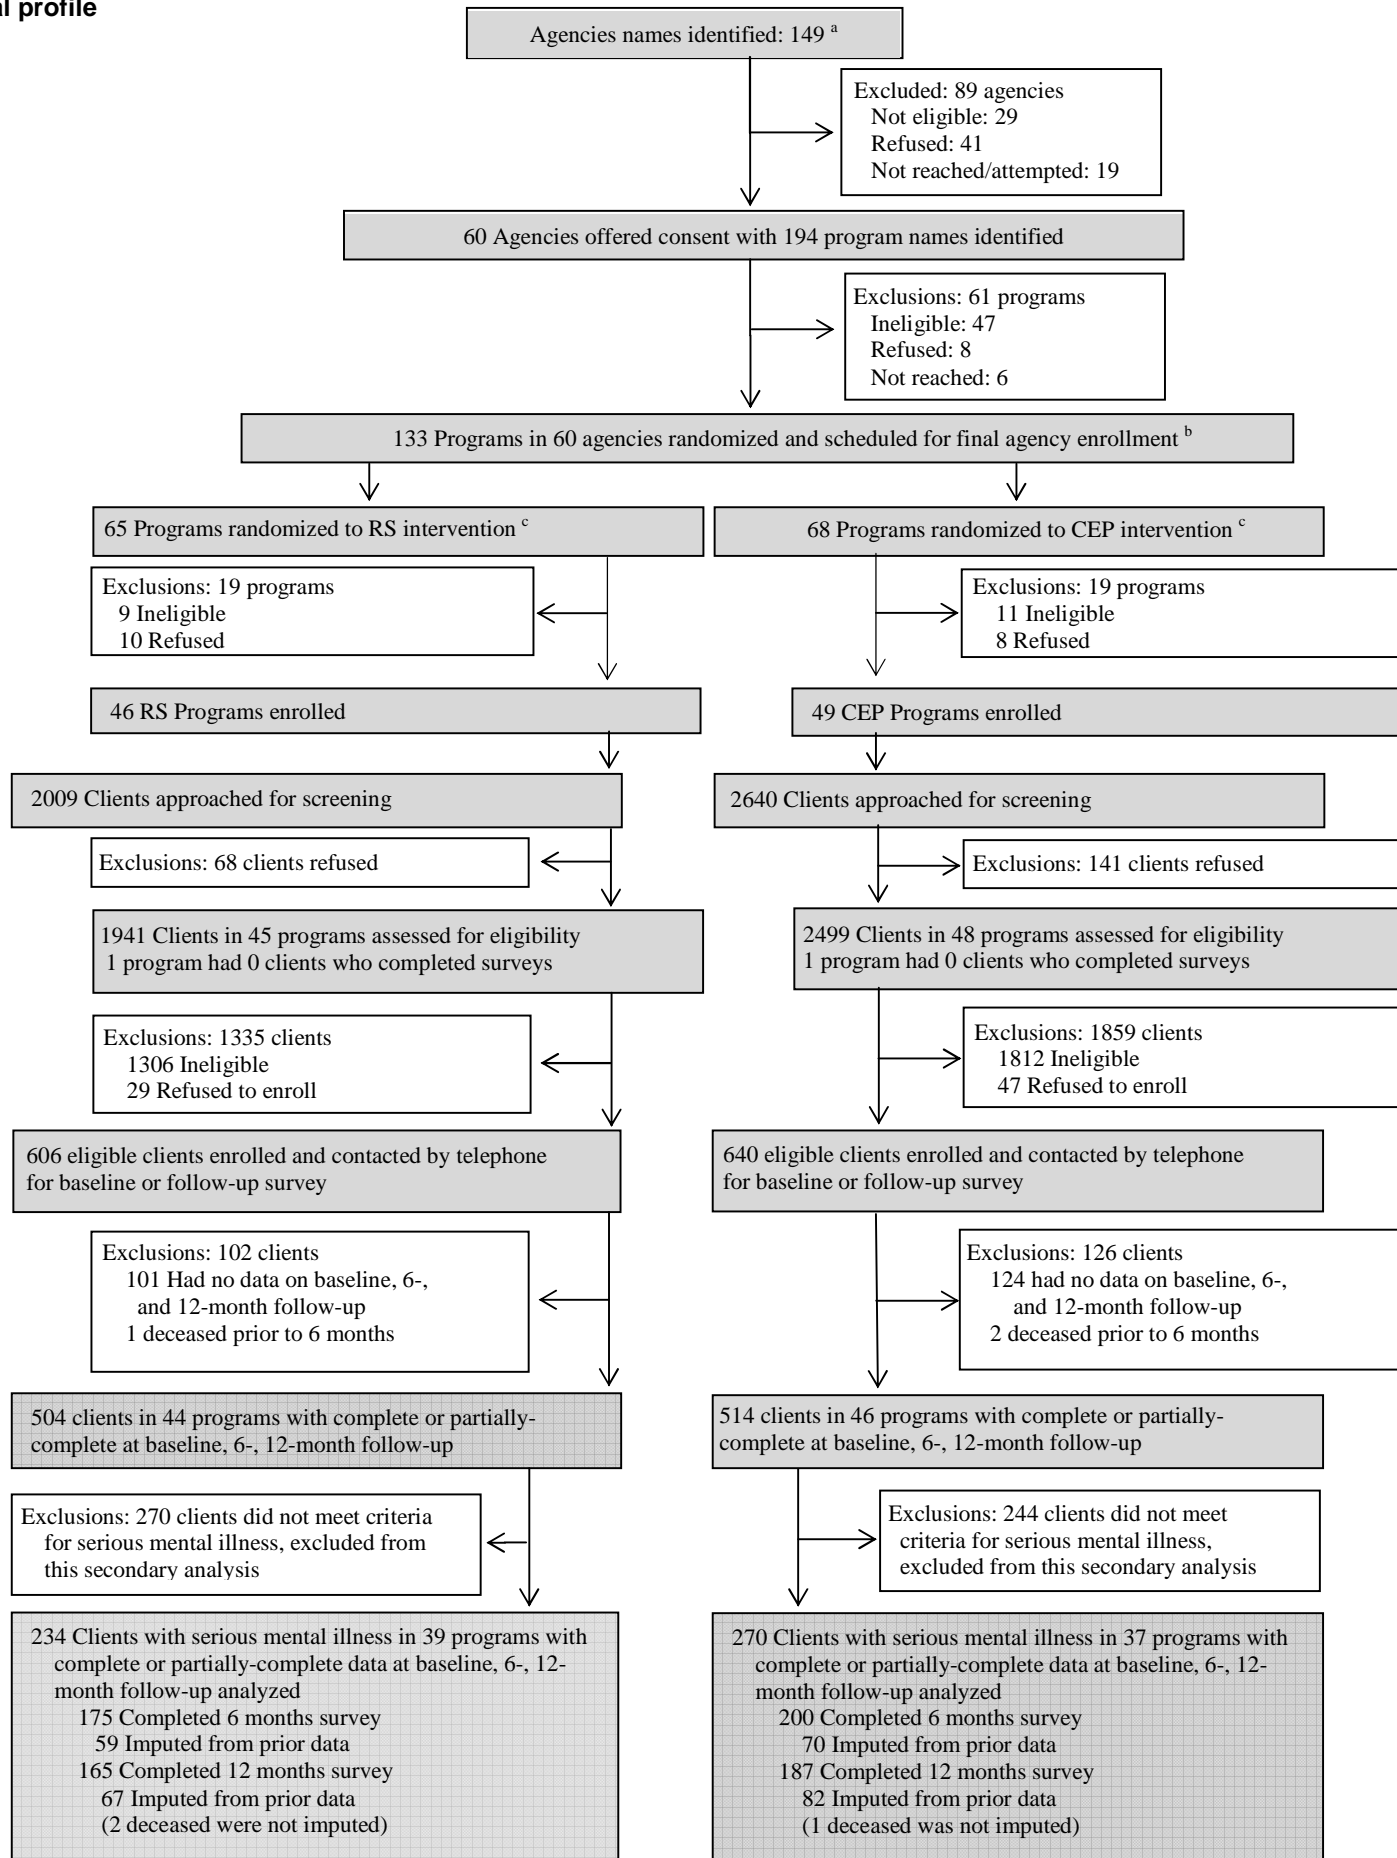 al profile
Agencies names identified: 149 a
Excluded: 89 agencies
Not eligible: 29
Refused: 41
Not reached/attempted: 19
60 Agencies offered consent with 194 program names identified
Exclusions: 61 programs
Ineligible: 47
Refused: 8
Not reached: 6
133 Programs in 60 agencies randomized and scheduled for final agency enrollment b
65 Programs randomized to RS intervention c
68 Programs randomized to CEP intervention c
Exclusions: 19 programs
9 Ineligible
10 Refused
Exclusions: 19 programs
11 Ineligible
8 Refused
46 RS Programs enrolled
49 CEP Programs enrolled
2009 Clients approached for screening
2640 Clients approached for screening
Exclusions: 68 clients refused
Exclusions: 141 clients refused
1941 Clients in 45 programs assessed for eligibility
1 program had 0 clients who completed surveys
2499 Clients in 48 programs assessed for eligibility
1 program had 0 clients who completed surveys
Exclusions: 1335 clients
1306 Ineligible
29 Refused to enroll
Exclusions: 1859 clients
1812 Ineligible
47 Refused to enroll
606 eligible clients enrolled and contacted by telephone
for baseline or follow-up survey
640 eligible clients enrolled and contacted by telephone
for baseline or follow-up survey
Exclusions: 102 clients
101 Had no data on baseline, 6-,
and 12-month follow-up
1 deceased prior to 6 months
Exclusions: 126 clients
124 had no data on baseline, 6-,
and 12-month follow-up
2 deceased prior to 6 months
504 clients in 44 programs with complete or partially-
complete at baseline, 6-, 12-month follow-up
514 clients in 46 programs with complete or partially-
complete at baseline, 6-, 12-month follow-up
Exclusions: 270 clients did not meet criteria
for serious mental illness, excluded from
this secondary analysis
Exclusions: 244 clients did not meet
criteria for serious mental illness,
excluded from this secondary analysis
234 Clients with serious mental illness in 39 programs with
complete or partially-complete data at baseline, 6-, 12-
month follow-up analyzed
175 Completed 6 months survey
59 Imputed from prior data
165 Completed 12 months survey
67 Imputed from prior data
(2 deceased were not imputed)
270 Clients with serious mental illness in 37 programs with
complete or partially-complete data at baseline, 6-, 12-
month follow-up analyzed
200 Completed 6 months survey
70 Imputed from prior data
187 Completed 12 months survey
82 Imputed from prior data
(1 deceased was not imputed)